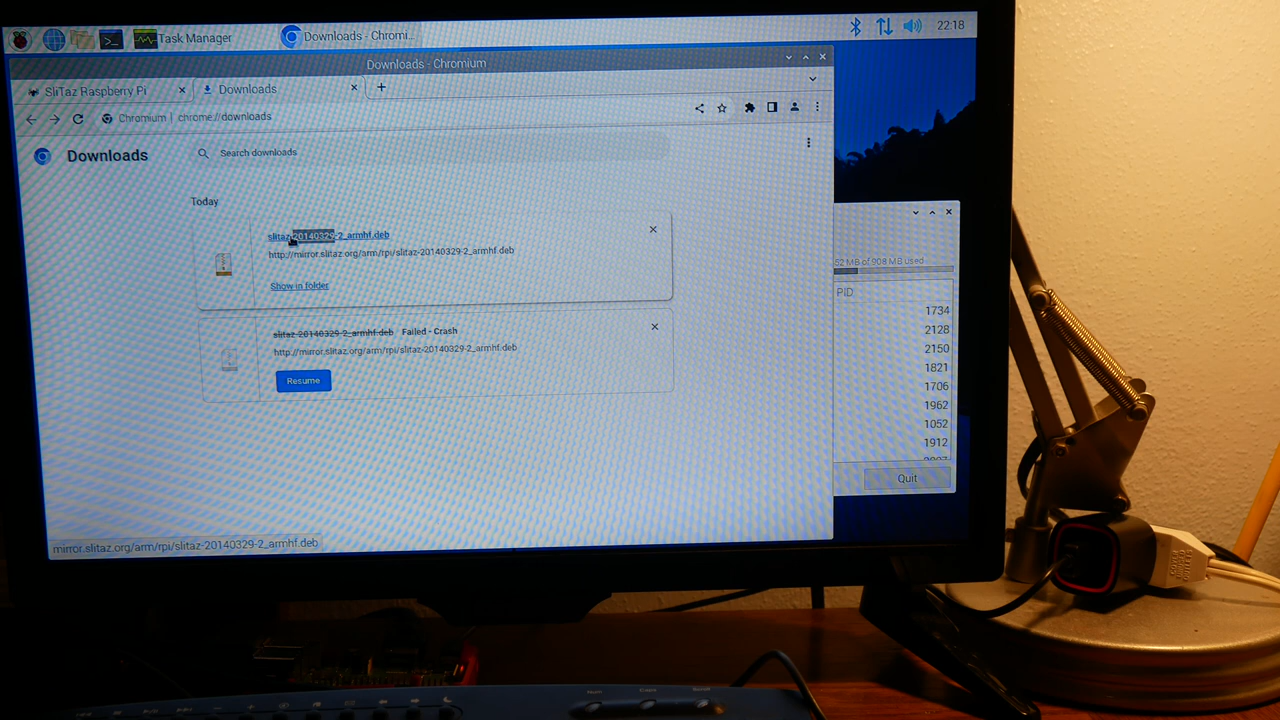 Task Manager
Downloads - Chromi...
22:18
Downloads - Chromium
SliTaz Raspberry Pi
Downloads
Chromium | chrome://downloads
Downloads
Search downloads
Today
slitaz-20140329-2_armhf.deb
http://mirror.slitaz.org/arm/rpi/slitaz-20140329-2_armhf.deb
Show in folder
slitaz-20140329-2_armhf.deb Failed - Crash
http://mirror.slitaz.org/arm/rpi/slitaz-20140329-2_armhf.deb
Resume
52 MB of 908 MB used
PID
1734
2128
2150
1821
1706
1962
1052
1912
Quit
mirror.slitaz.org/arm/rpi/slitaz-20140329-2_armhf.deb